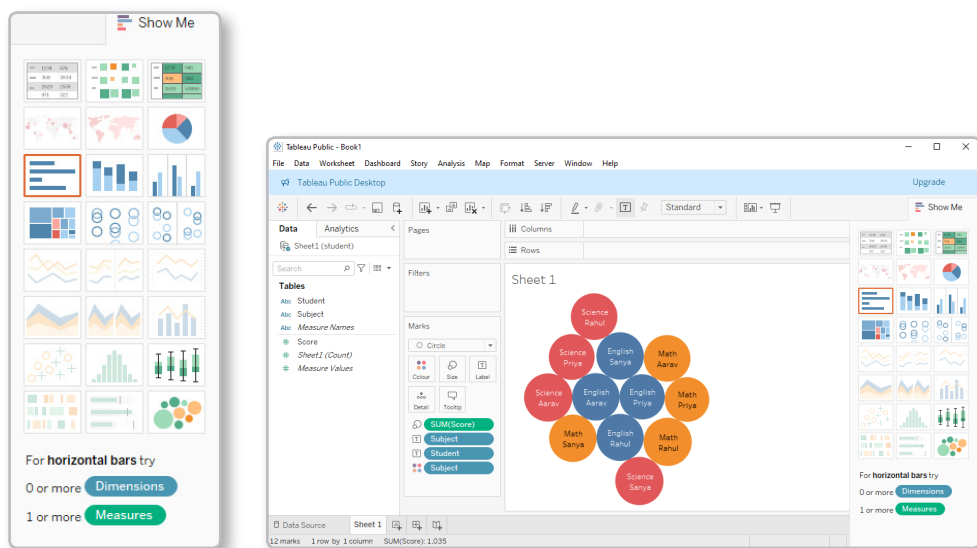 Show Me
For horizontal bars try
0 or more Dimensions
1 or more Measures
Tableau Public - Book1
File Data Worksheet Dashboard Story Analysis Map Format Server Window Help
Tableau Public Desktop Upgrade
Standard Show Me
Data Analytics
Sheet1 (student)
Search
Tables
Abc Student
Abc Subject
Abc Measure Names
# Score
# Sheet1 (Count)
# Measure Values
Pages
Filters
Marks
Circle
Colour Size Label
Detail Tooltip
SUM(Score)
Subject
Student
Subject
Columns
Rows
Sheet 1
Science
Rahul
Science
Priya
English
Sanya
Math
Aarav
Science
Aarav
English
Aarav
English
Priya
Math
Priya
Math
Sanya
English
Rahul
Math
Rahul
Science
Sanya
For horizontal bars try
0 or more Dimensions
1 or more Measures
Data Source Sheet 1
12 marks 1 row by 1 column SUM(Score): 1,035